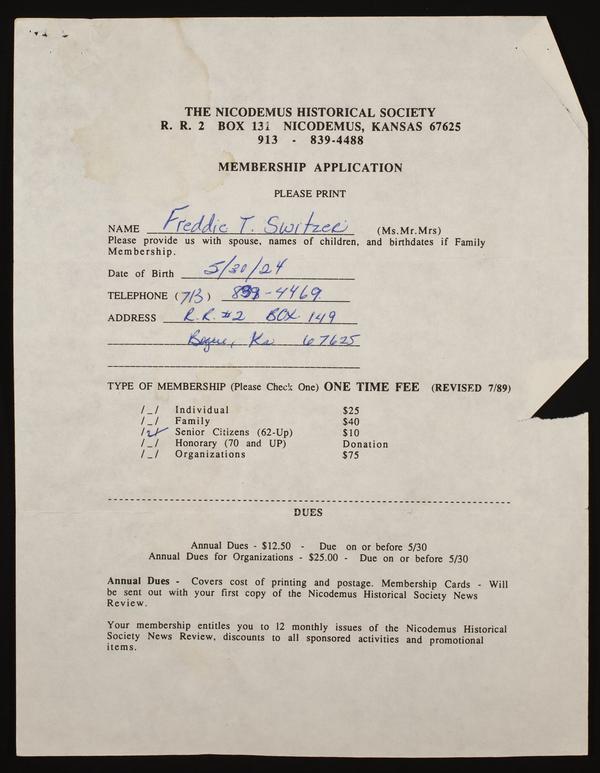 THE NICODEMUS HISTORICAL SOCIETY
R. R. 2 BOX 131 NICODEMUS, KANSAS 67625
913 - 839-4488
MEMBERSHIP APPLICATION
PLEASE PRINT
NAME Freddie T. Switzer (Ms.Mr.Mrs)
Please provide us with spouse, names of children, and birthdates if Family
Membership.
Date of Birth 5/30/24
TELEPHONE (713) 839-4469
ADDRESS R.R.#2 BOX 149
Bogue, Ks 67625
TYPE OF MEMBERSHIP (Please Check One) ONE TIME FEE (REVISED 7/89)
/_/ Individual $25
/_/ Family $40
/_/ Senior Citizens (62-Up) $10
/_/ Honorary (70 and UP) Donation
/_/ Organizations $75
DUES
Annual Dues - $12.50 - Due on or before 5/30
Annual Dues for Organizations - $25.00 - Due on or before 5/30
Annual Dues - Covers cost of printing and postage. Membership Cards - Will
be sent out with your first copy of the Nicodemus Historical Society News
Review.
Your membership entitles you to 12 monthly issues of the Nicodemus Historical
Society News Review, discounts to all sponsored activities and promotional
items.